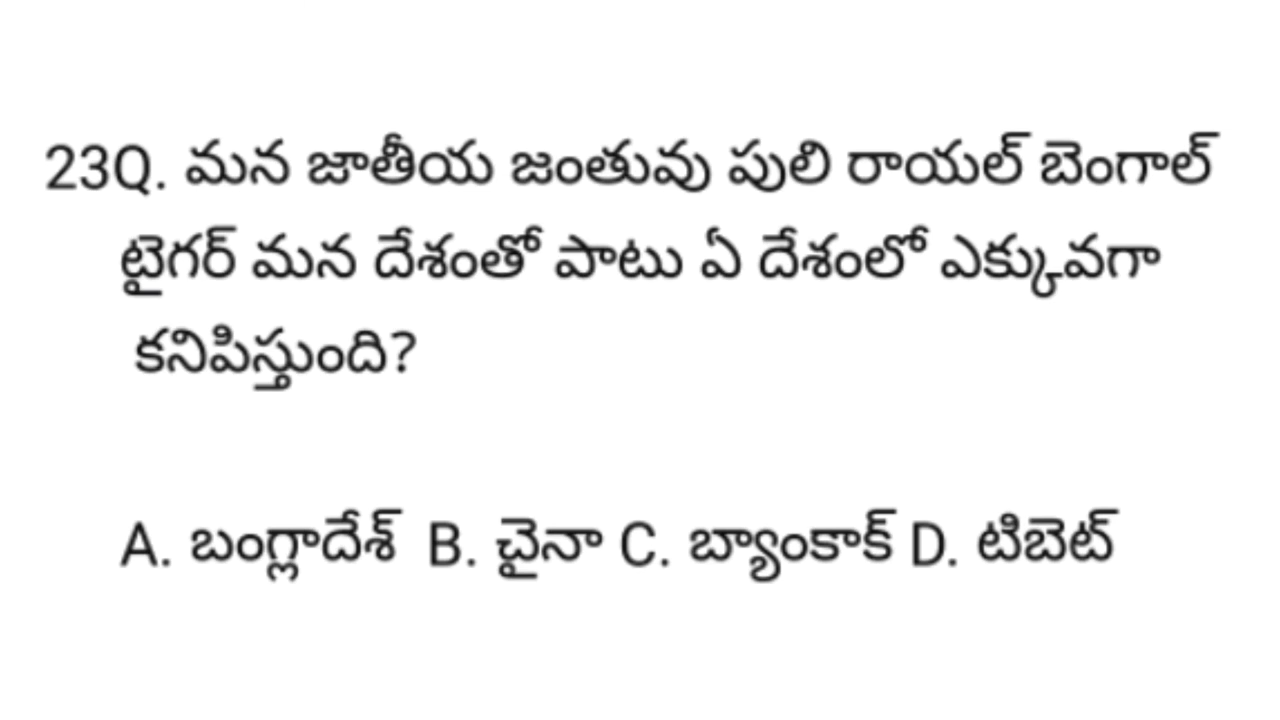 23Q. మన జాతీయ జంతువు పులి రాయల్ బెంగాల్
టైగర్ మన దేశంతో పాటు ఏ దేశంలో ఎక్కువగా
కనిపిస్తుంది?
A. బంగ్లాదేశ్ B. చైనా C. బ్యాంకాక్ D. టిబెట్